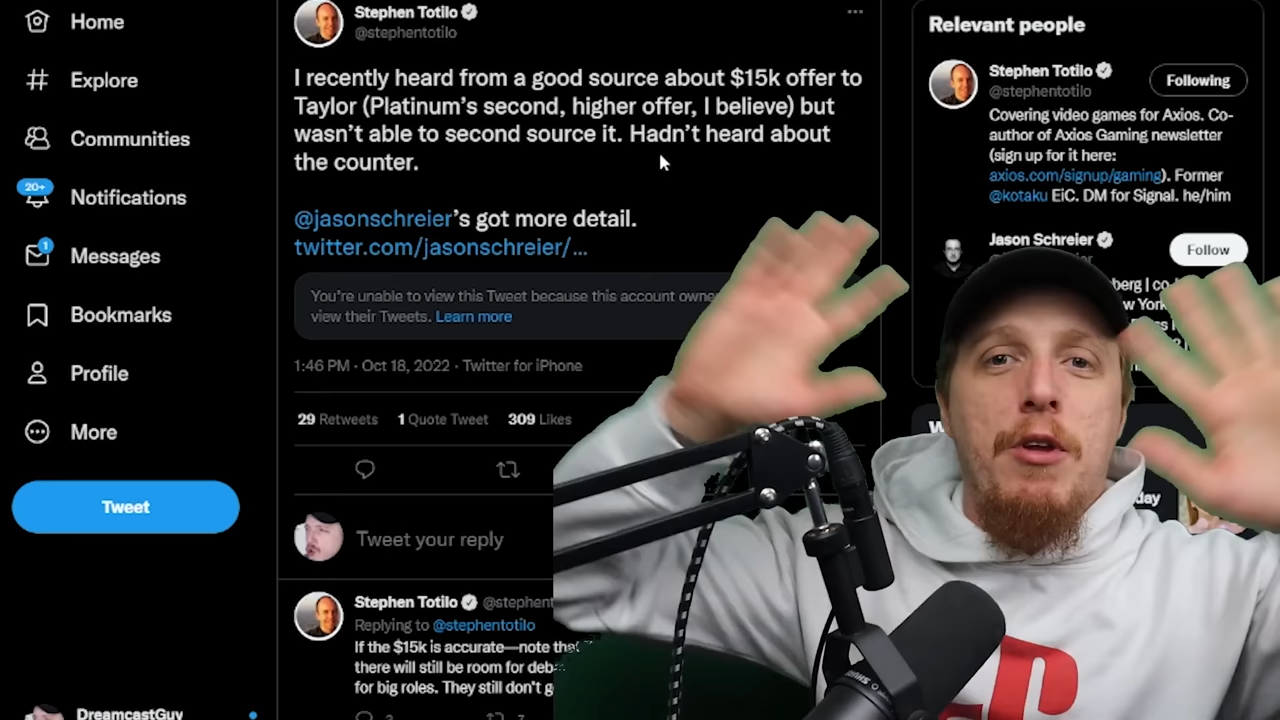 Home
Explore
Communities
20+
Notifications
1
Messages
Bookmarks
Profile
More
Tweet
DreamcastGuy
Stephen Totilo
@stephentotilo
I recently heard from a good source about $15k offer to
Taylor (Platinum's second, higher offer, I believe) but
wasn't able to second source it. Hadn't heard about
the counter.
@jasonschreier's got more detail.
twitter.com/jasonschreier/...
You're unable to view this Tweet because this account
view their Tweets. Learn more
1:46 PM · Oct 18, 2022 · Twitter for iPhone
29 Retweets 1 Quote Tweet 309 Likes
Tweet your reply
Stephen Totilo
Replying to @stephentotilo
If the $15k is accurate—note
there will still be room for
for big roles. They still don't
Relevant people
Stephen Totilo
@stephentotilo
Following
Covering video games for Axios. Co-
author of Axios Gaming newsletter
(sign up for it here:
axios.com/signup/gaming). Former
@kotaku EiC. DM for Signal. he/him
Jason Schreier
Follow
SHURE